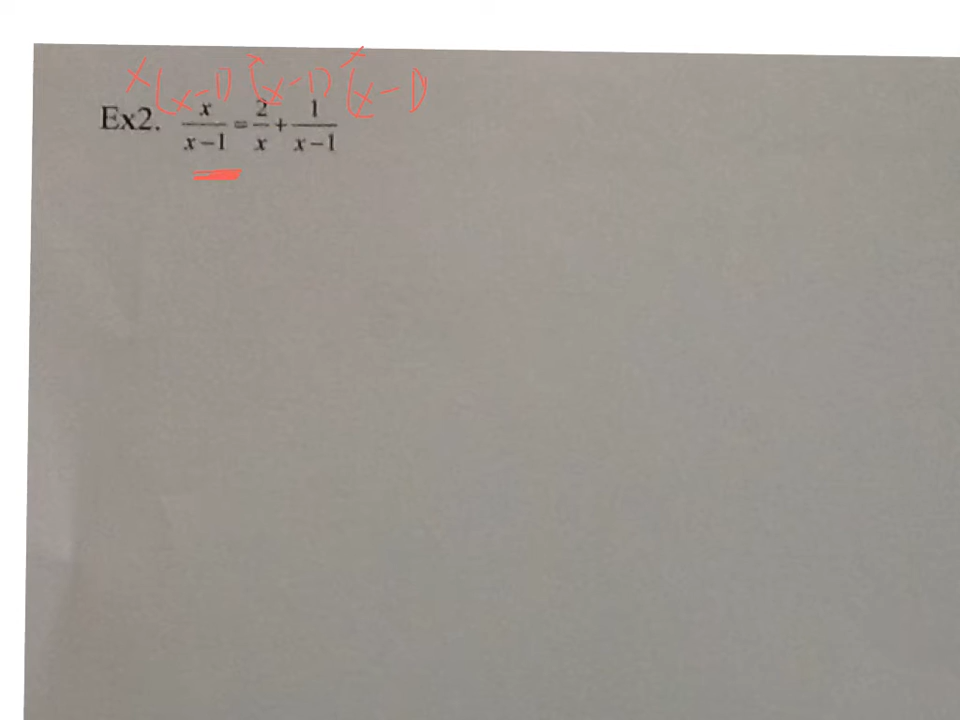 x(x-1) x(x-1) x(x-1)
Ex2. x/(x-1) = 2/x + 1/(x-1)